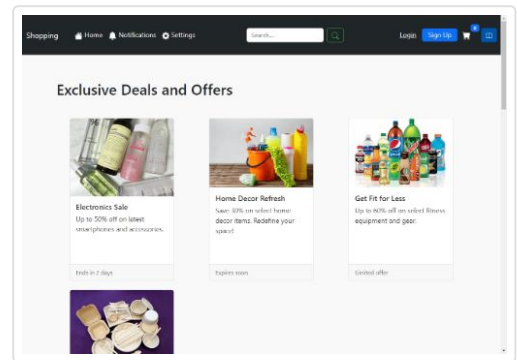 Shopping Home Notifications Settings Search... Login Sign Up
Exclusive Deals and Offers
Electronics Sale
Up to 50% off on latest
smartphones and accessories.
Ends in 2 days
Home Decor Refresh
Save 30% on select home
decor items. Redefine your
space!
Expires soon
Get Fit for Less
Up to 60% off on select fitness
equipment and gear.
Limited offer